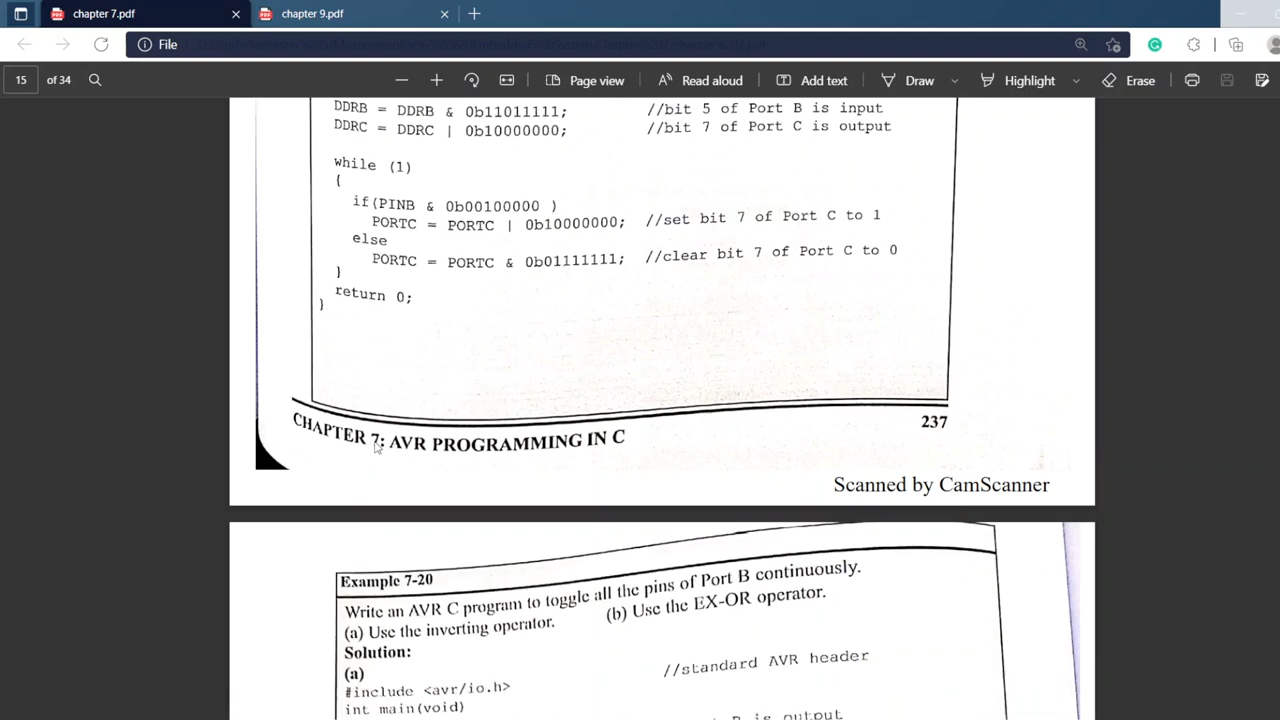 chapter 7.pdf
chapter 9.pdf
File
15 of 34
Page view
Read aloud
Add text
Draw
Highlight
Erase
DDRB = DDRB & 0b11011111; //bit 5 of Port B is input
DDRC = DDRC | 0b10000000; //bit 7 of Port C is output
while (1)
{
if(PINB & 0b00100000 )
PORTC = PORTC | 0b10000000; //set bit 7 of Port C to 1
else
PORTC = PORTC & 0b01111111; //clear bit 7 of Port C to 0
}
return 0;
}
CHAPTER 7: AVR PROGRAMMING IN C 237
Scanned by CamScanner
Example 7-20
Write an AVR C program to toggle all the pins of Port B continuously.
(a) Use the inverting operator. (b) Use the EX-OR operator.
Solution:
(a)
#include <avr/io.h> //standard AVR header
int main(void)
B is output